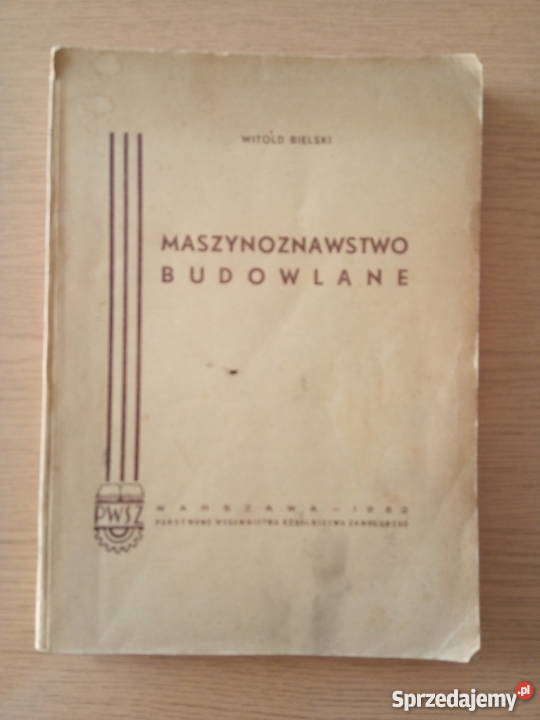 WITOLD BIELSKI
MASZYNOZNAWSTWO
BUDOWLANE
PWSZ
WARSZAWA — 1952
PAŃSTWOWE WYDAWNICTWA SZKOLNICTWA ZAWODOWEGO
Sprzedajemy.pl